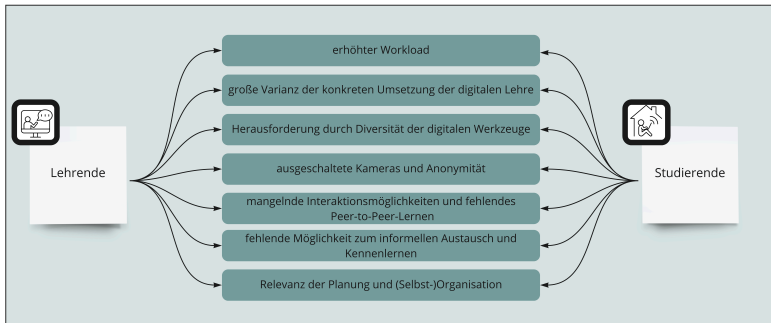 erhöhter Workload
große Varianz der konkreten Umsetzung der digitalen Lehre
Herausforderung durch Diversität der digitalen Werkzeuge
Lehrende
ausgeschaltete Kameras und Anonymität
Studierende
mangelnde Interaktionsmöglichkeiten und fehlendes
Peer-to-Peer-Lernen
fehlende Möglichkeit zum informellen Austausch und
Kennenlernen
Relevanz der Planung und (Selbst-)Organisation